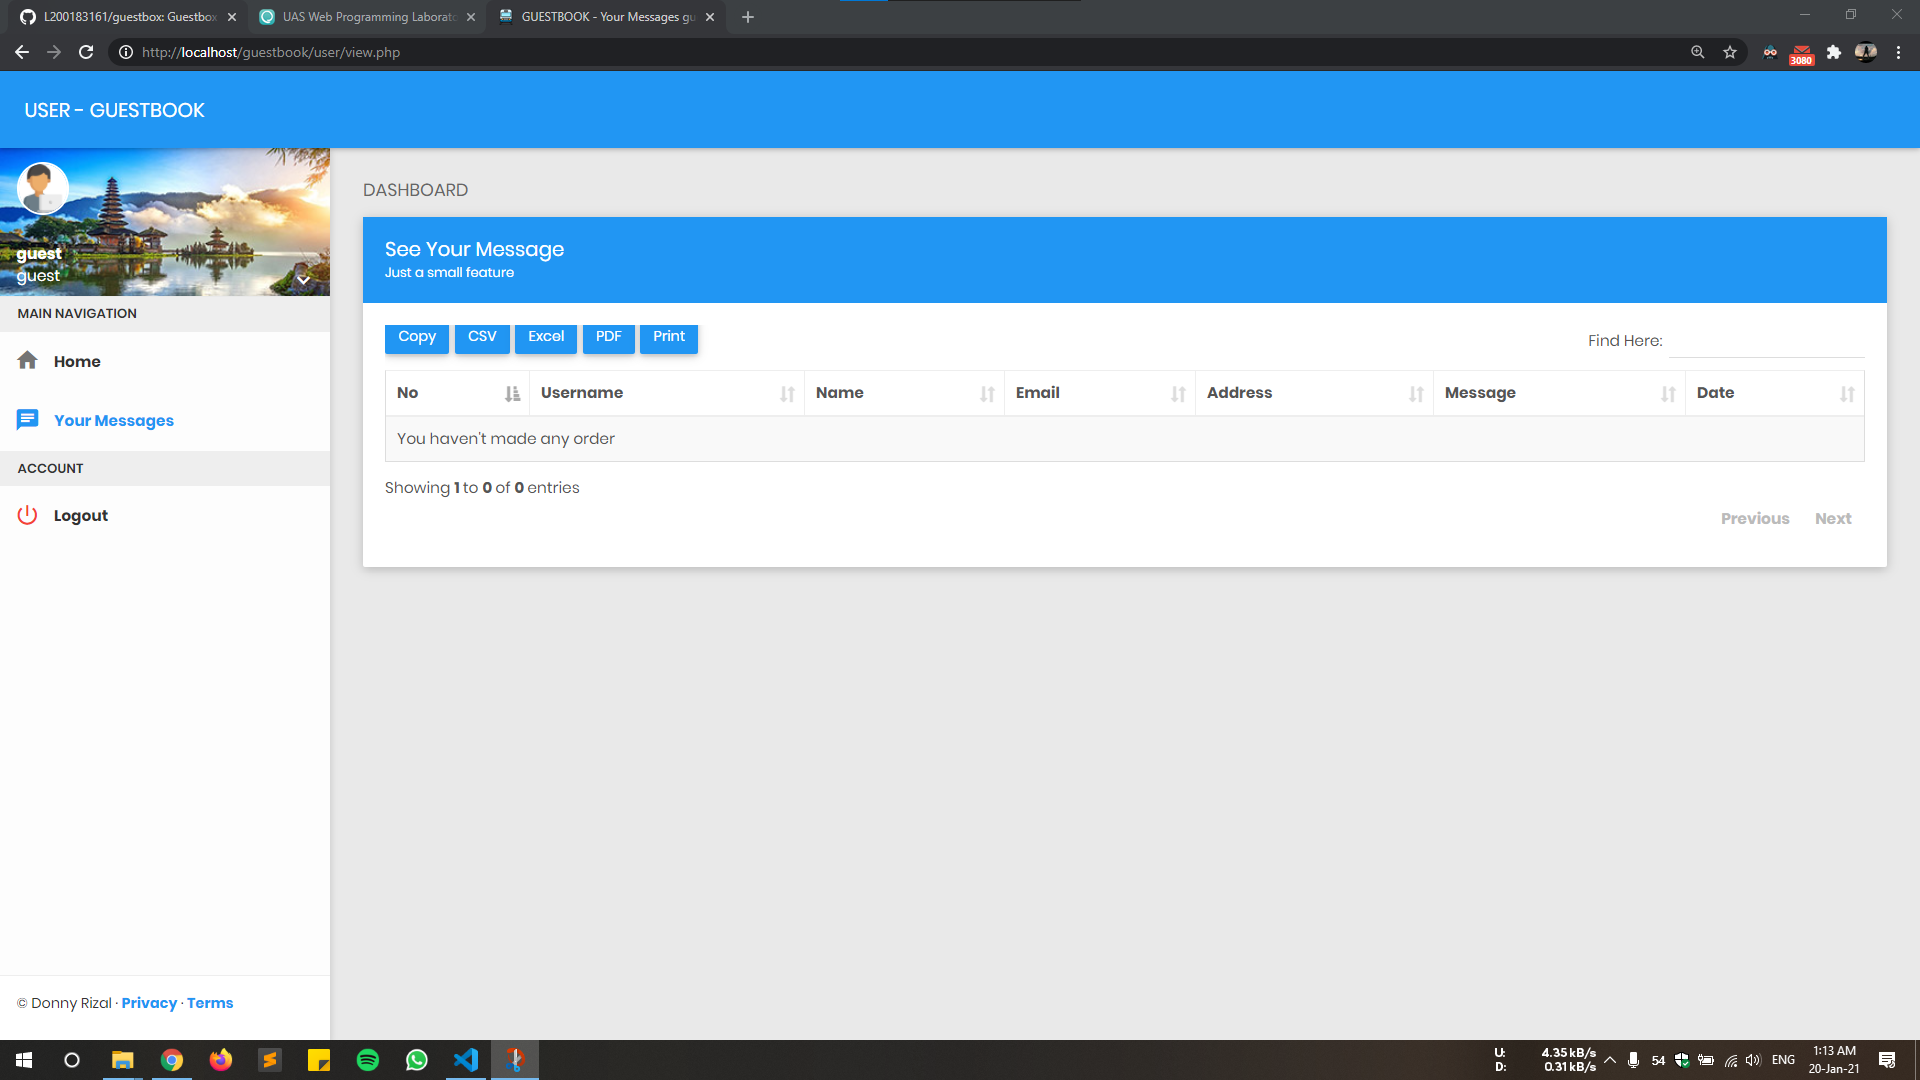 L200183161/guestbox: Guestbox
UAS Web Programming Laborato
GUESTBOOK - Your Messages gu
http://localhost/guestbook/user/view.php
3080
USER - GUESTBOOK
guest
guest
MAIN NAVIGATION
Home
Your Messages
ACCOUNT
Logout
© Donny Rizal · Privacy · Terms
DASHBOARD
See Your Message
Just a small feature
Copy CSV Excel PDF Print
Find Here:
No Username Name Email Address Message Date
You haven't made any order
Showing 1 to 0 of 0 entries
Previous Next
U: 4.35 kB/s
D: 0.31 kB/s
54
ENG
1:13 AM
20-Jan-21